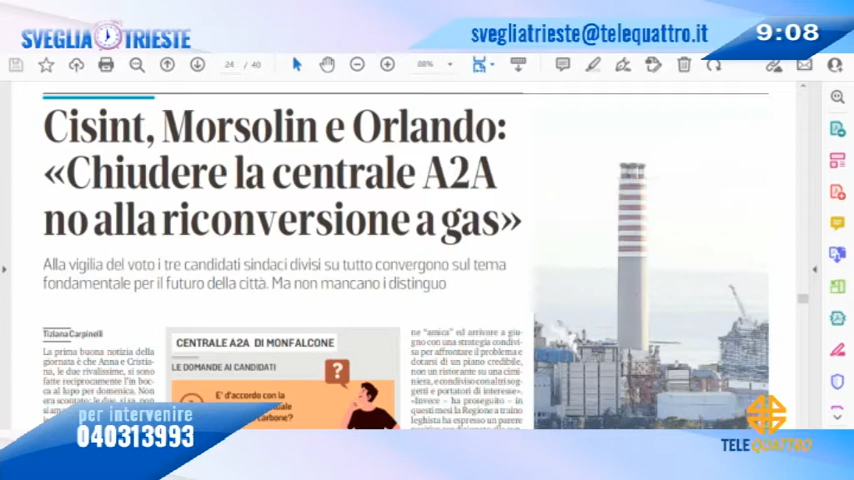 SVEGLIA TRIESTE
svegliatrieste@telequattro.it
9:08
24 / 40
88%
Cisint, Morsolin e Orlando:
«Chiudere la centrale A2A
no alla riconversione a gas»
Alla vigilia del voto i tre candidati sindaci divisi su tutto convergono sul tema
fondamentale per il futuro della città. Ma non mancano i distinguo
Tiziana Carpinelli
La prima buona notizia della
giornata è che Anna e Cristia-
na, le due rivalissime, si sono
fatte reciprocamente l'in boc-
ca al lupo per domenica. Non
CENTRALE A2A DI MONFALCONE
LE DOMANDE AI CANDIDATI
?
E' d'accordo con la
carbone?
ne "amica" ed arrivare a giu-
gno con una strategia condivi-
sa per affrontare il problema e
dotarsi di un piano credibile,
non un ristorante su una cimi-
niera, e condiviso con altri sog-
getti e portatori di interesse».
«Invece – ha proseguito – in
questi mesi la Regione a traino
leghista ha espresso un parere
per intervenire
040313993
TELEQUATTRO